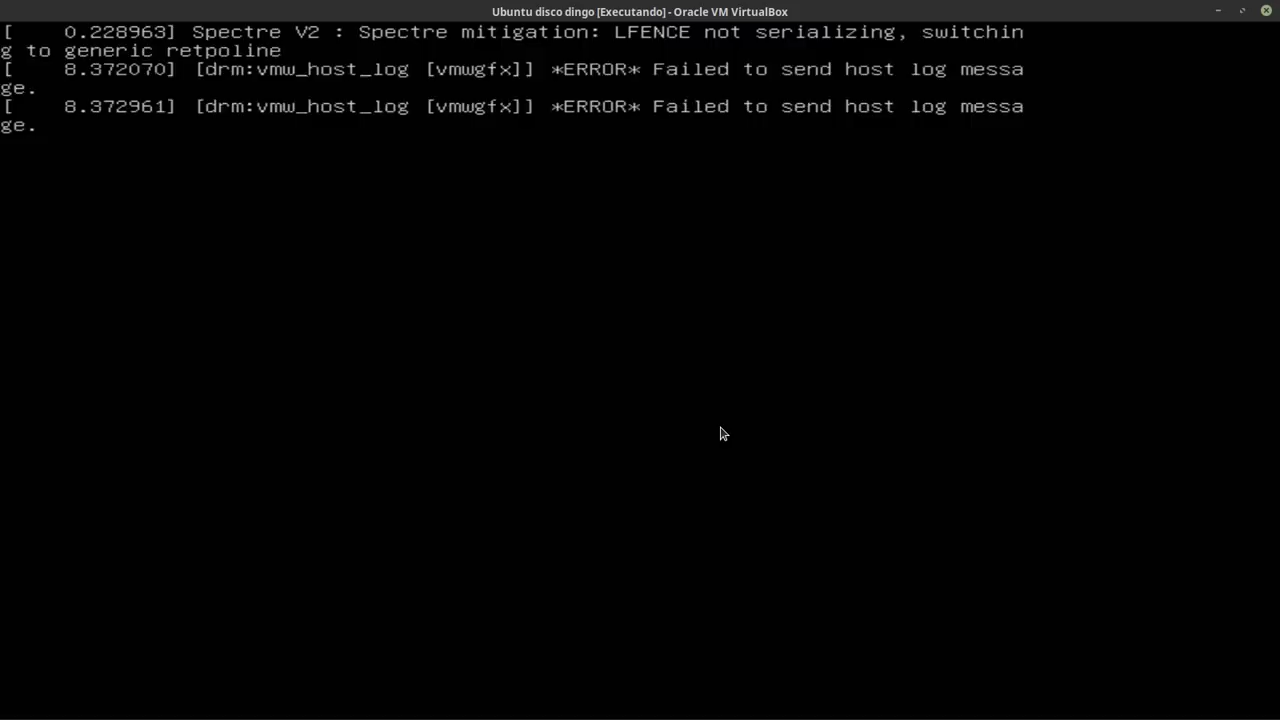 Ubuntu disco dingo [Executando] - Oracle VM VirtualBox
[    0.228963] Spectre V2 : Spectre mitigation: LFENCE not serializing, switchin
g to generic retpoline
[    8.372070] [drm:vmw_host_log [vmwgfx]] *ERROR* Failed to send host log messa
ge.
[    8.372961] [drm:vmw_host_log [vmwgfx]] *ERROR* Failed to send host log messa
ge.